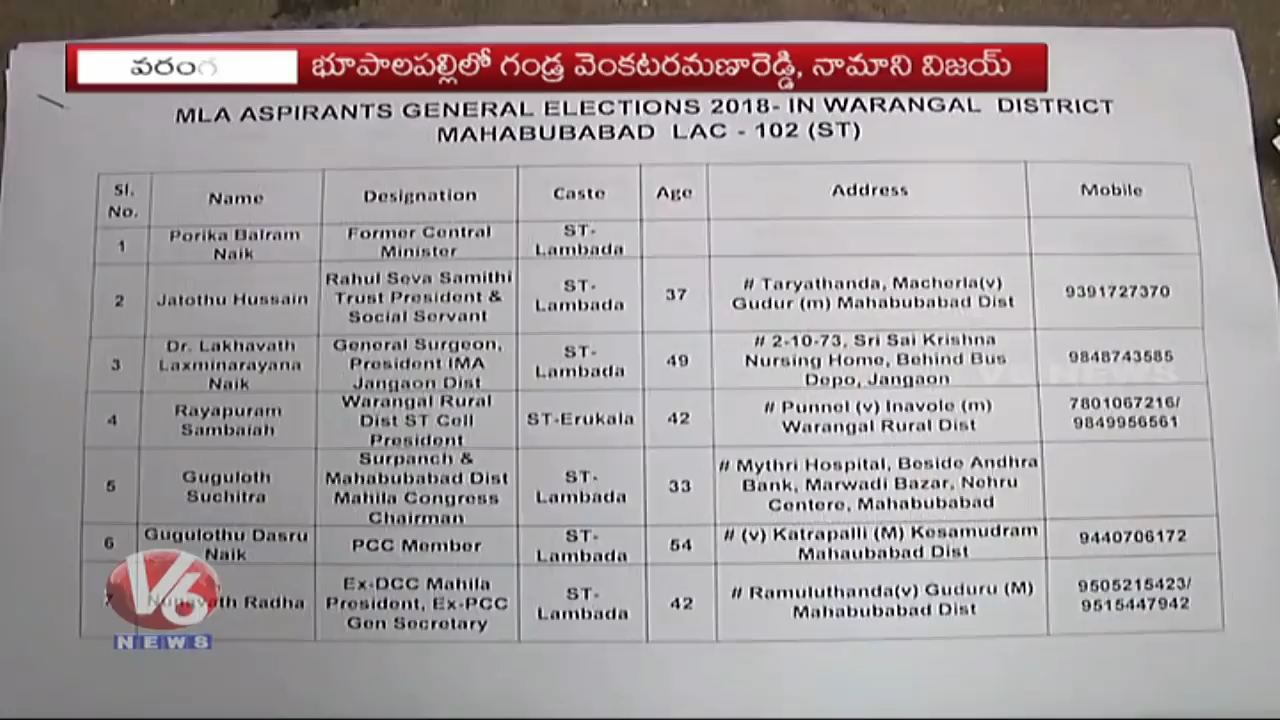 వరంగ
భూపాలపల్లిలో గండ్ర వెంకటరమణారెడ్డి, నామాని విజయ్
MLA ASPIRANTS GENERAL ELECTIONS 2018- IN WARANGAL DISTRICT
MAHABUBABAD LAC - 102 (ST)
Sl. No. Name Designation Caste Age Address Mobile
1 Porika Balram Naik Former Central Minister ST-Lambada
2 Jatothu Hussain Rahul Seva Samithi Trust President & Social Servant ST-Lambada 37 # Taryathanda, Macherla(v) Gudur (m) Mahabubabad Dist 9391727370
3 Dr. Lakhavath Laxminarayana Naik General Surgeon, President IMA Jangaon Dist ST-Lambada 49 # 2-10-73, Sri Sai Krishna Nursing Home, Behind Bus Depo, Jangaon 9848743585
4 Rayapuram Sambaiah Warangal Rural Dist ST Cell President ST-Erukala 42 # Punnel (v) Inavole (m) Warangal Rural Dist 7801067216/ 9849956561
5 Guguloth Suchitra Surpanch & Mahabubabad Dist Mahila Congress Chairman ST-Lambada 33 # Mythri Hospital, Beside Andhra Bank, Marwadi Bazar, Nehru Centere, Mahabubabad
6 Gugulothu Dasru Naik PCC Member ST-Lambada 54 # (v) Katrapalli (M) Kesamudram Mahaubabad Dist 9440706172
7 Radha Ex-DCC Mahila President, Ex-PCC Gen Secretary ST-Lambada 42 # Ramuluthanda(v) Guduru (M) Mahabubabad Dist 9505215423/ 9515447942
V6 NEWS